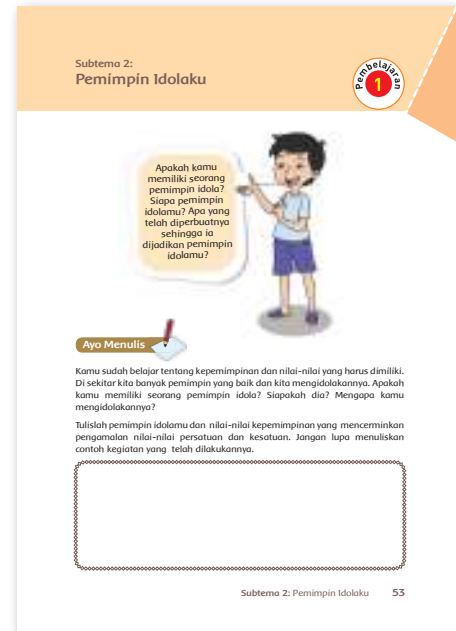 Subtema 2:
Pemimpin Idolaku
Pembelajaran
1
Apakah kamu
memiliki seorang
pemimpin idola?
Siapa pemimpin
idolamu? Apa yang
telah diperbuatnya
sehingga ia
dijadikan pemimpin
idolamu?
Ayo Menulis
Kamu sudah belajar tentang kepemimpinan dan nilai-nilai yang harus dimiliki.
Di sekitar kita banyak pemimpin yang baik dan kita mengidolakannya. Apakah
kamu memiliki seorang pemimpin idola? Siapakah dia? Mengapa kamu
mengidolakannya?
Tulislah pemimpin idolamu dan nilai-nilai kepemimpinan yang mencerminkan
pengamalan nilai-nilai persatuan dan kesatuan. Jangan lupa menuliskan
contoh kegiatan yang telah dilakukannya.
Subtema 2: Pemimpin Idolaku 53